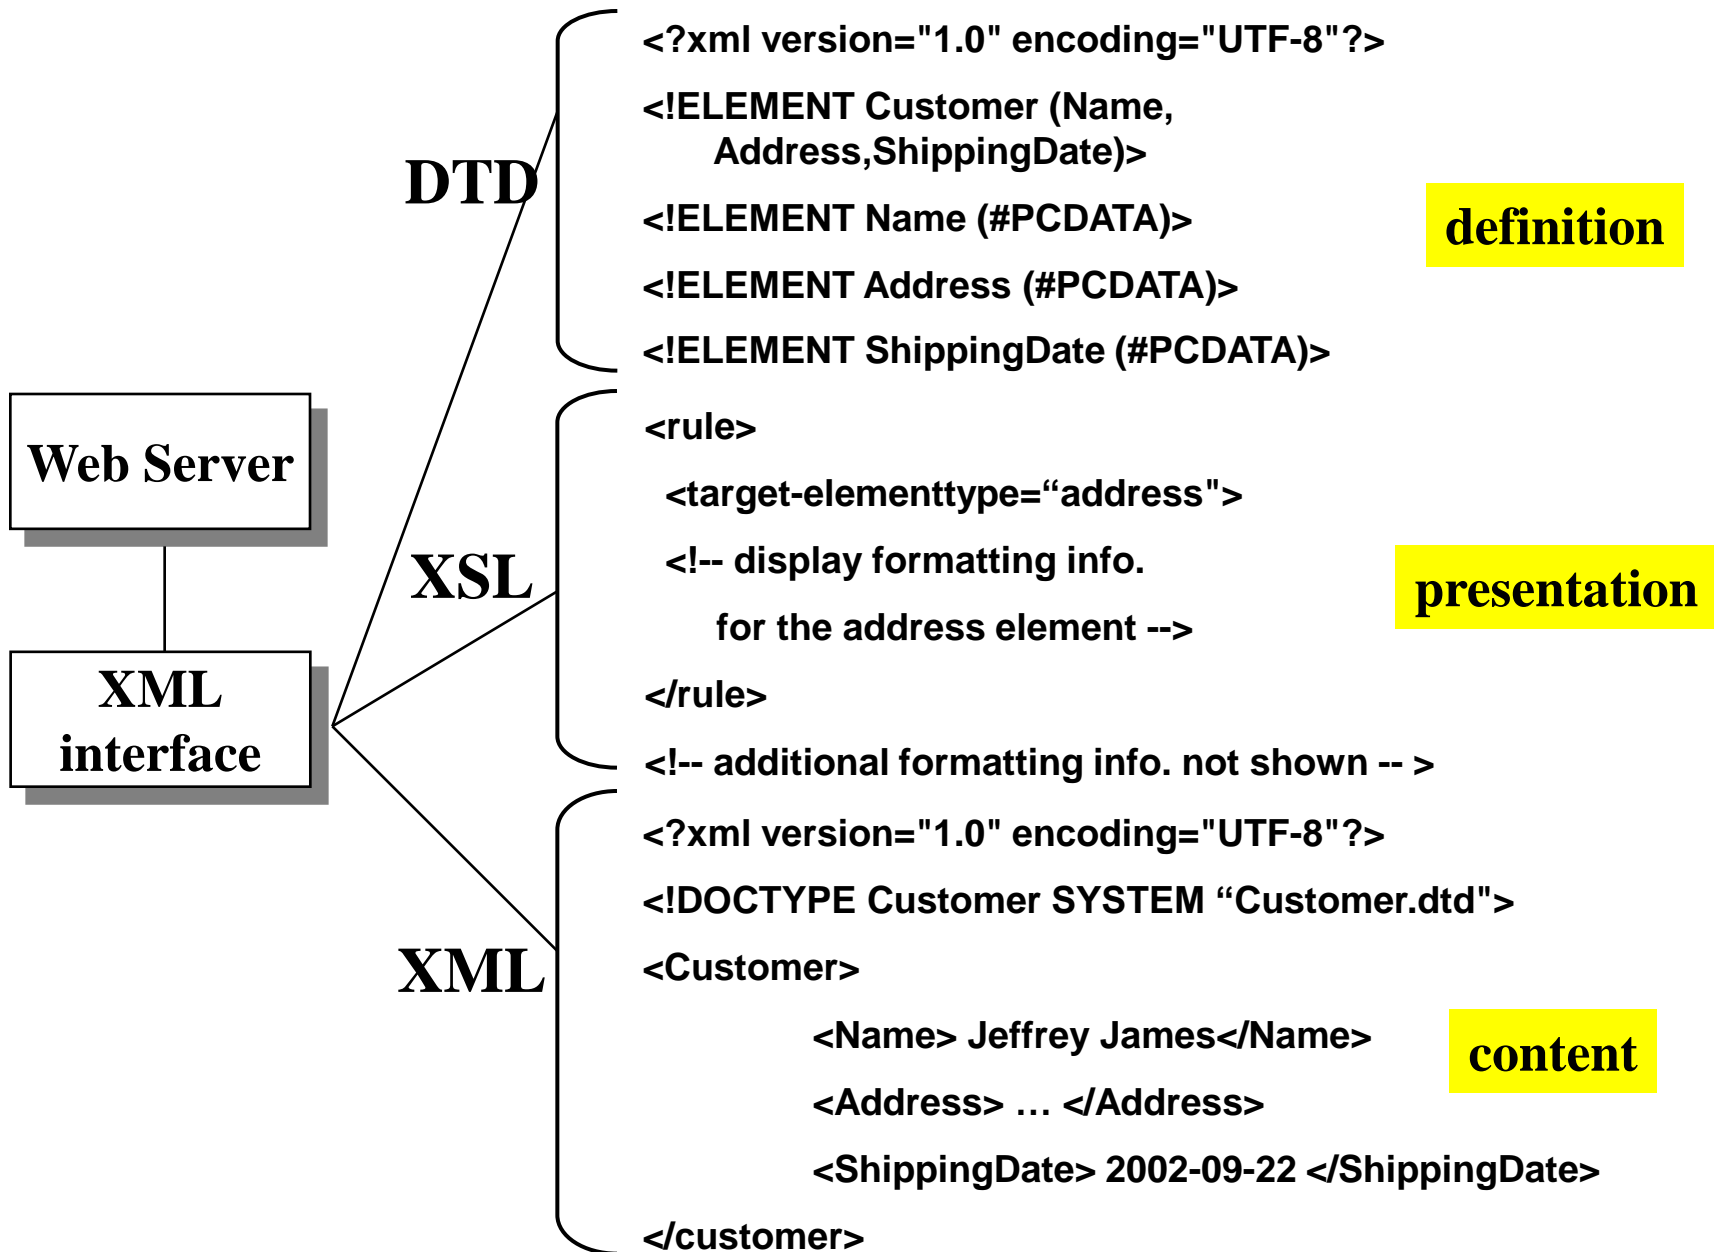 <?xml version="1.0" encoding="UTF-8"?>
<!ELEMENT Customer (Name,
Address,ShippingDate)>
DTD
<!ELEMENT Name (#PCDATA)>
definition
<!ELEMENT Address (#PCDATA)>
<!ELEMENT ShippingDate (#PCDATA)>
Web Server
<rule>
<target-elementtype=“address">
XSL
<!-- display formatting info.
for the address element -->
presentation
</rule>
XML
interface
<!-- additional formatting info. not shown -- >
<?xml version="1.0" encoding="UTF-8"?>
<!DOCTYPE Customer SYSTEM “Customer.dtd">
XML
<Customer>
<Name> Jeffrey James</Name>
content
<Address> … </Address>
<ShippingDate> 2002-09-22 </ShippingDate>
</customer>